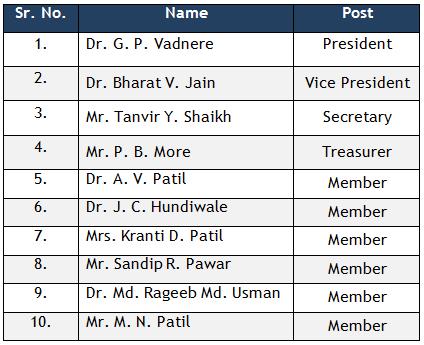 Sr. No. Name Post
1. Dr. G. P. Vadnere President
2. Dr. Bharat V. Jain Vice President
3. Mr. Tanvir Y. Shaikh Secretary
4. Mr. P. B. More Treasurer
5. Dr. A. V. Patil Member
6. Dr. J. C. Hundiwale Member
7. Mrs. Kranti D. Patil Member
8. Mr. Sandip R. Pawar Member
9. Dr. Md. Rageeb Md. Usman Member
10. Mr. M. N. Patil Member